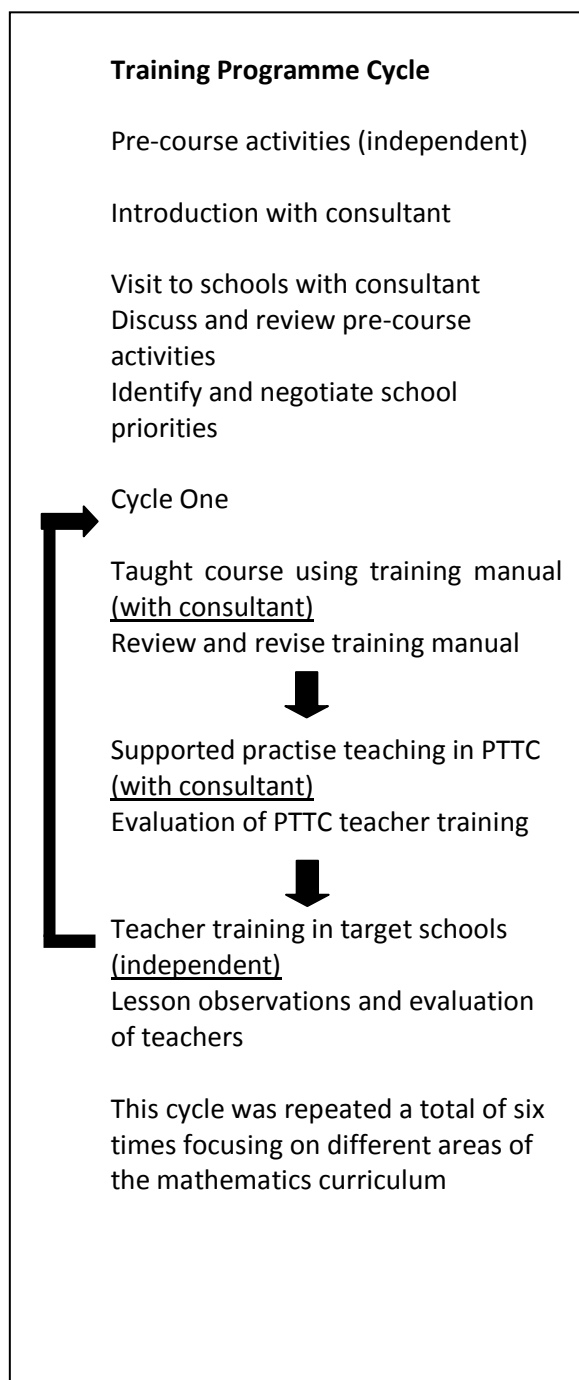 Training Programme Cycle
Pre-course activities (independent)
Introduction with consultant
Visit to schools with consultant
Discuss and review pre-course
activities
Identify and negotiate school
priorities
Cycle One
Taught course using training manual
(with consultant)
Review and revise training manual
Supported practise teaching in PTTC
(with consultant)
Evaluation of PTTC teacher training
Teacher training in target schools
(independent)
Lesson observations and evaluation
of teachers
This cycle was repeated a total of six
times focusing on different areas of
the mathematics curriculum